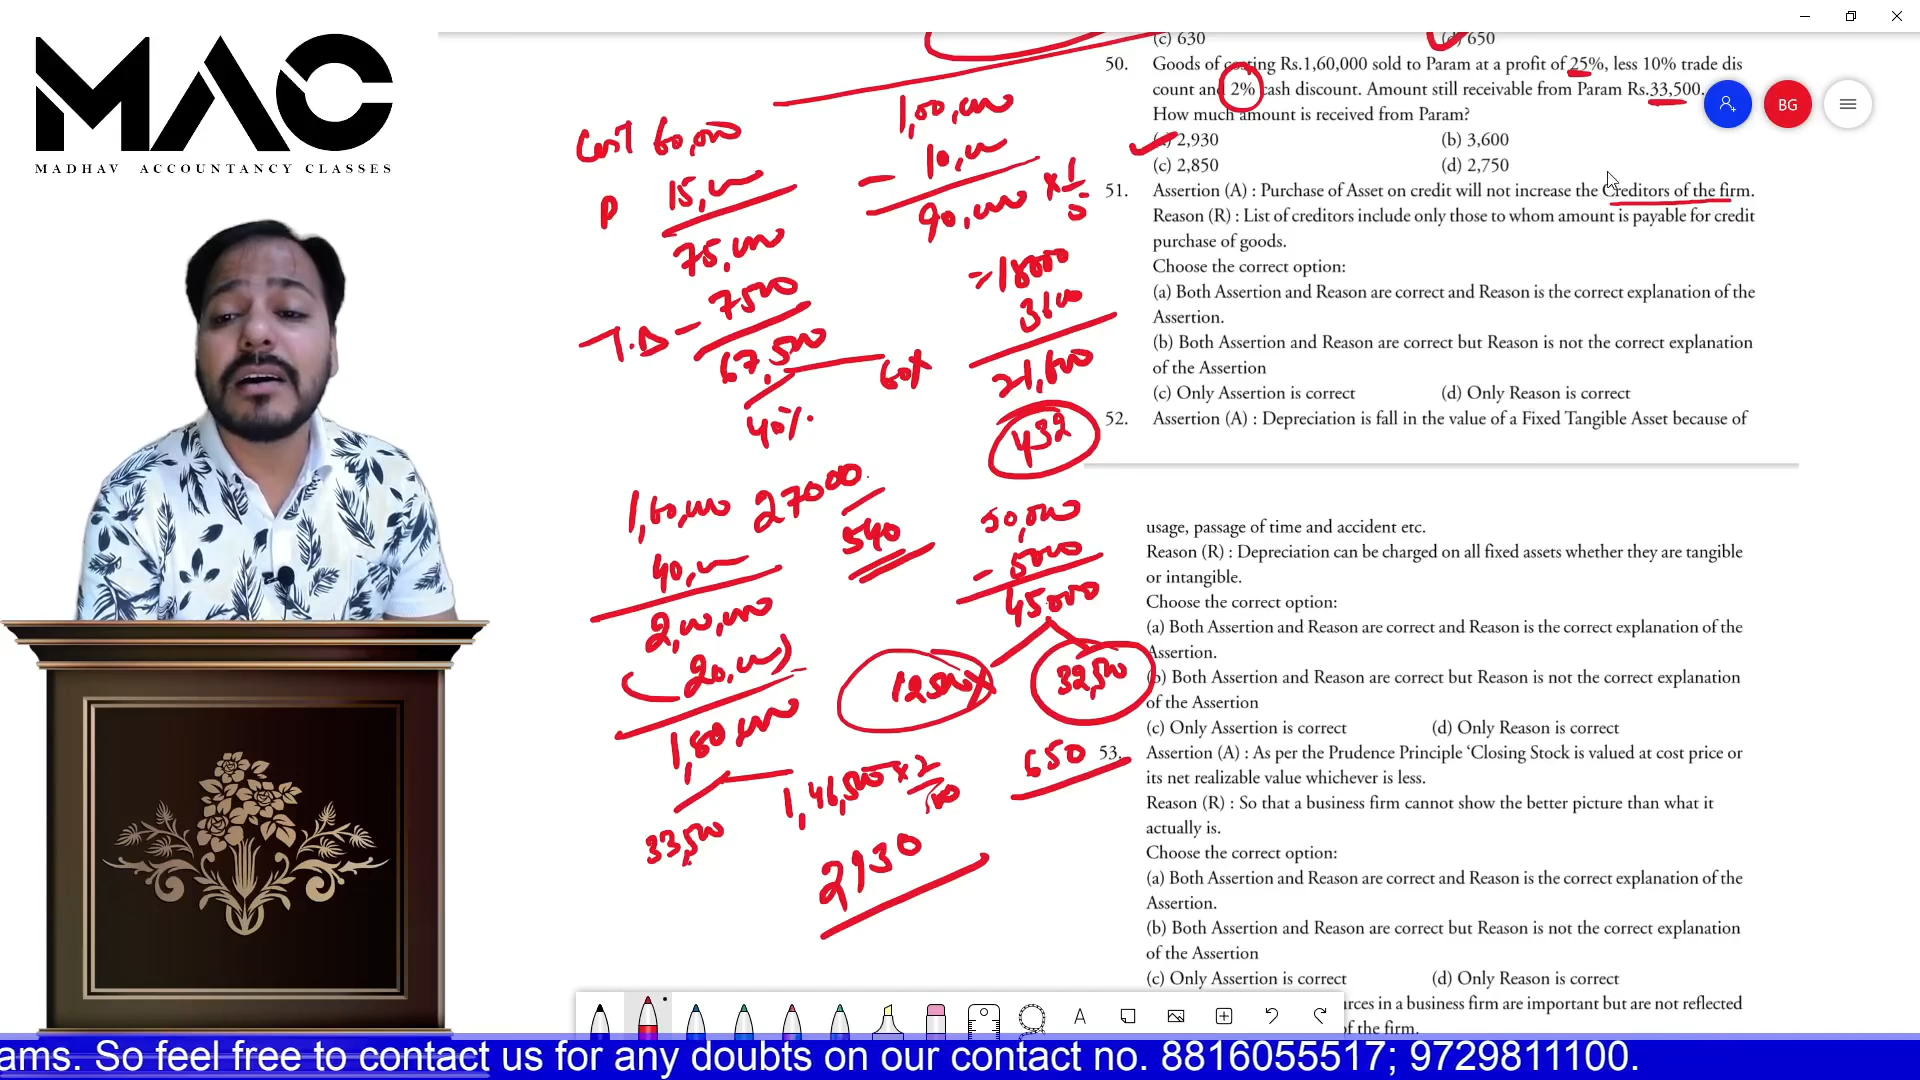 MAC
MADHAV ACCOUNTANCY CLASSES
(c) 630 (d) 650
50. Goods of costing Rs.1,60,000 sold to Param at a profit of 25%, less 10% trade dis
count and 2% cash discount. Amount still receivable from Param Rs.33,500.
How much amount is received from Param?
2,930 (b) 3,600
(c) 2,850 (d) 2,750
51. Assertion (A) : Purchase of Asset on credit will not increase the Creditors of the firm.
Reason (R) : List of creditors include only those to whom amount is payable for credit
purchase of goods.
Choose the correct option:
(a) Both Assertion and Reason are correct and Reason is the correct explanation of the
Assertion.
(b) Both Assertion and Reason are correct but Reason is not the correct explanation
of the Assertion
(c) Only Assertion is correct (d) Only Reason is correct
52. Assertion (A) : Depreciation is fall in the value of a Fixed Tangible Asset because of
usage, passage of time and accident etc.
Reason (R) : Depreciation can be charged on all fixed assets whether they are tangible
or intangible.
Choose the correct option:
(a) Both Assertion and Reason are correct and Reason is the correct explanation of the
Assertion.
(b) Both Assertion and Reason are correct but Reason is not the correct explanation
of the Assertion
(c) Only Assertion is correct (d) Only Reason is correct
53. Assertion (A) : As per the Prudence Principle ‘Closing Stock is valued at cost price or
its net realizable value whichever is less.
Reason (R) : So that a business firm cannot show the better picture than what it
actually is.
Choose the correct option:
(a) Both Assertion and Reason are correct and Reason is the correct explanation of the
Assertion.
(b) Both Assertion and Reason are correct but Reason is not the correct explanation
of the Assertion
(c) Only Assertion is correct (d) Only Reason is correct
urces in a business firm are important but are not reflected
of the firm.
BG
Cost 60,000
P 15,000
75,000
T.D - 7500
67,500
40% 60%
27000
540
1,00,000
- 10,000
90,000 × 1/5
= 18000
3600
21,600
432
50,000
- 5000
45000
12500 32,500
650
1,60,000
40,000
2,00,000
(20,000)
1,80,000
33,500 1,46,500 × 2/100
2930
A
ams. So feel free to contact us for any doubts on our contact no. 8816055517; 9729811100.